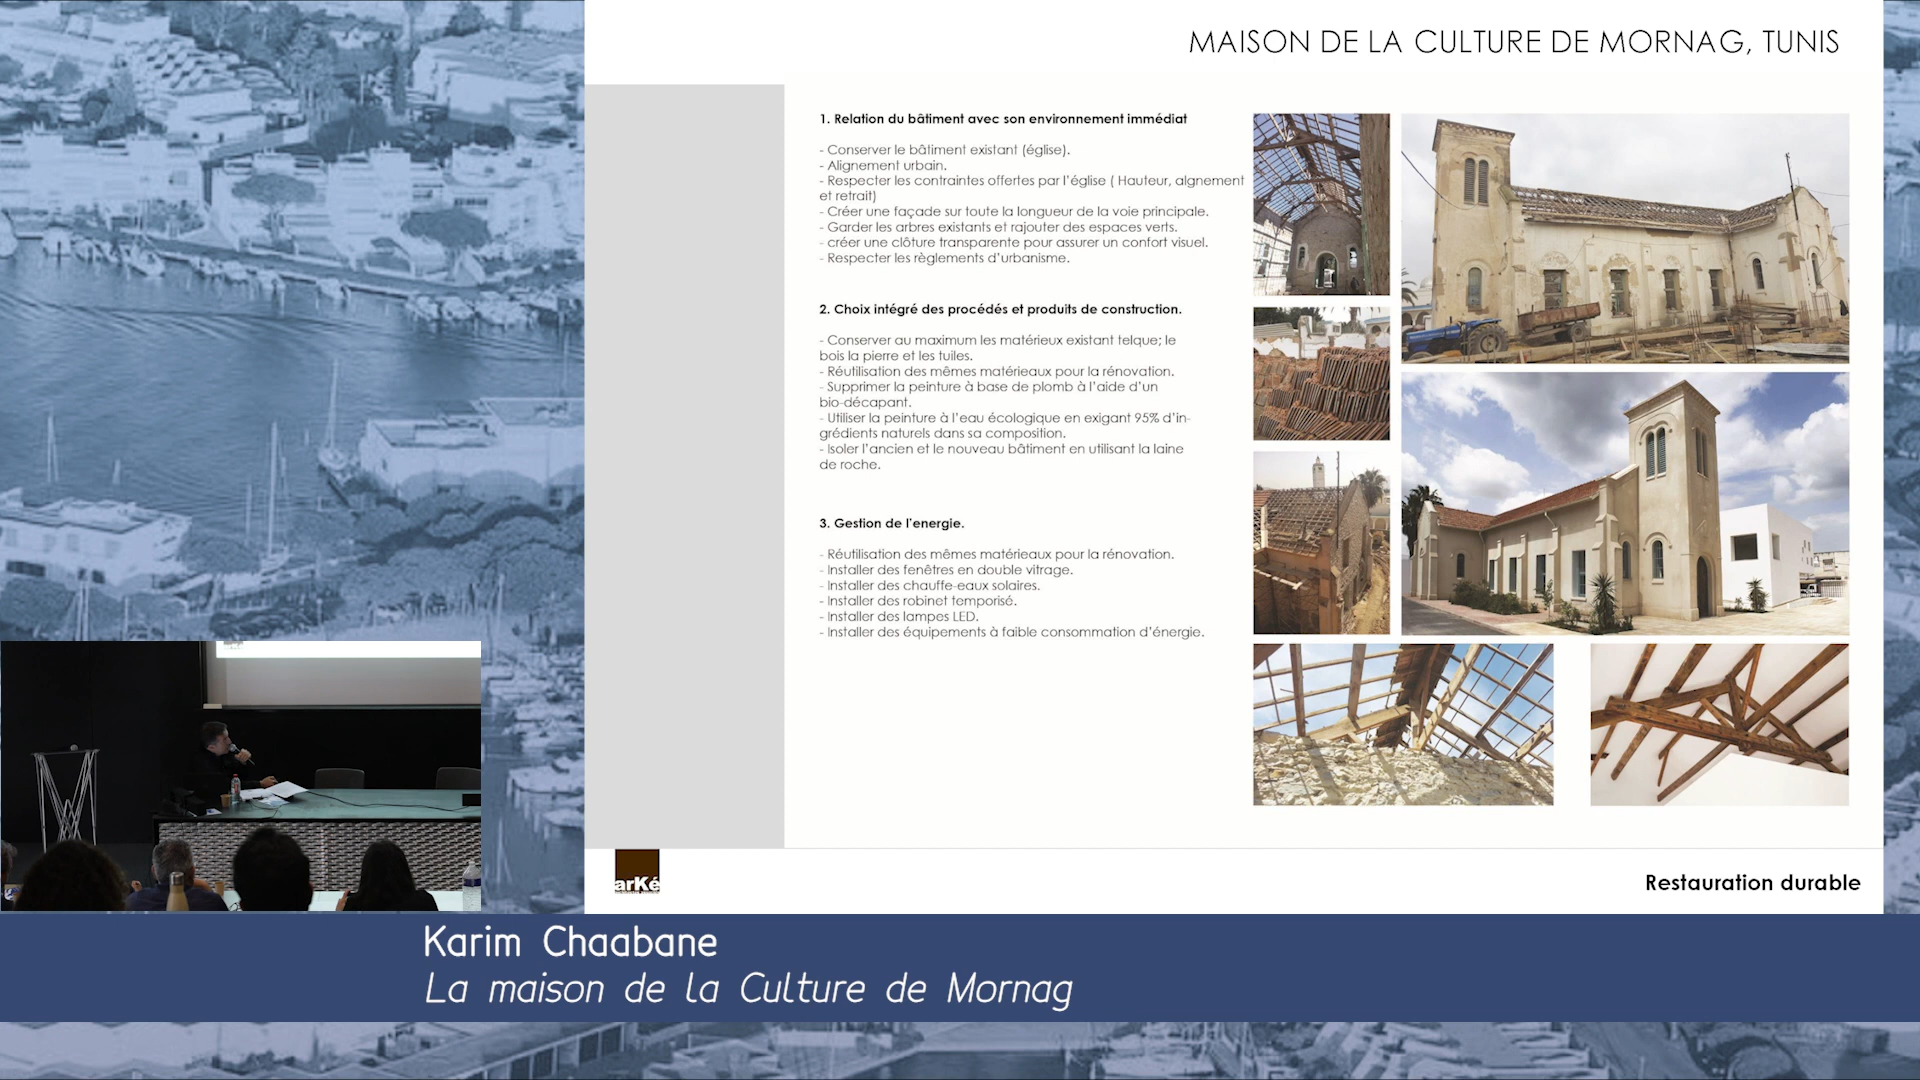 MAISON DE LA CULTURE DE MORNAG, TUNIS
1. Relation du bâtiment avec son environnement immédiat
- Conserver le bâtiment existant (église).
- Alignement urbain.
- Respecter les contraintes offertes par l'église ( Hauteur, algnement
et retrait)
- Créer une façade sur toute la longueur de la voie principale.
- Garder les arbres existants et rajouter des espaces verts.
- créer une clôture transparente pour assurer un confort visuel.
- Respecter les règlements d'urbanisme.
2. Choix intégré des procédés et produits de construction.
- Conserver au maximum les matérieux existant telque; le
bois la pierre et les tuiles.
- Réutilisation des mêmes matérieaux pour la rénovation.
- Supprimer la peinture à base de plomb à l'aide d'un
bio-décapant.
- Utiliser la peinture à l'eau écologique en exigant 95% d'in-
grédients naturels dans sa composition.
- Isoler l'ancien et le nouveau bâtiment en utilisant la laine
de roche.
3. Gestion de l'energie.
- Réutilisation des mêmes matérieaux pour la rénovation.
- Installer des fenêtres en double vitrage.
- Installer des chauffe-eaux solaires.
- Installer des robinet temporisé.
- Installer des lampes LED.
- Installer des équipements à faible consommation d'énergie.
arKé
Restauration durable
Karim Chaabane
La maison de la Culture de Mornag